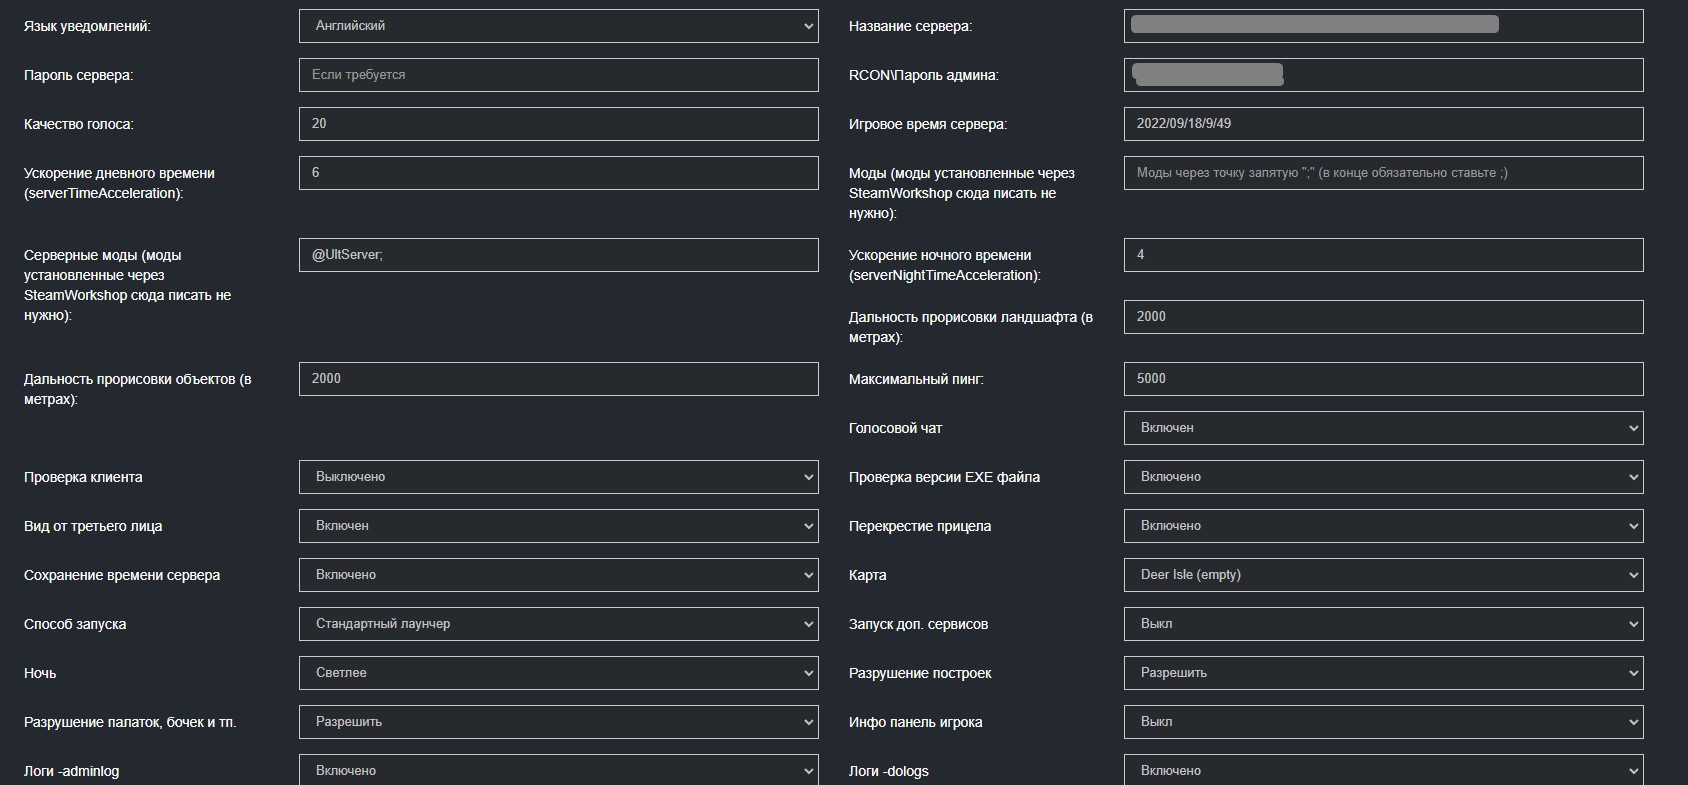 Язык уведомлений:
Английский
Название сервера:
Пароль сервера:
Если требуется
RCON\Пароль админа:
Качество голоса:
20
Игровое время сервера:
2022/09/18/9/49
Ускорение дневного времени
(serverTimeAcceleration):
6
Моды (моды установленные через
SteamWorkshop сюда писать не
нужно):
Моды через точку запятую ";" (в конце обязательно ставьте ;)
Серверные моды (моды
установленные через
SteamWorkshop сюда писать не
нужно):
@UltServer;
Ускорение ночного времени
(serverNightTimeAcceleration):
4
Дальность прорисовки ландшафта (в
метрах):
2000
Дальность прорисовки объектов (в
метрах):
2000
Максимальный пинг:
5000
Голосовой чат
Включен
Проверка клиента
Выключено
Проверка версии EXE файла
Включено
Вид от третьего лица
Включен
Перекрестие прицела
Включено
Сохранение времени сервера
Включено
Карта
Deer Isle (empty)
Способ запуска
Стандартный лаунчер
Запуск доп. сервисов
Выкл
Ночь
Светлее
Разрушение построек
Разрешить
Разрушение палаток, бочек и тп.
Разрешить
Инфо панель игрока
Выкл
Логи -adminlog
Включено
Логи -dologs
Включено